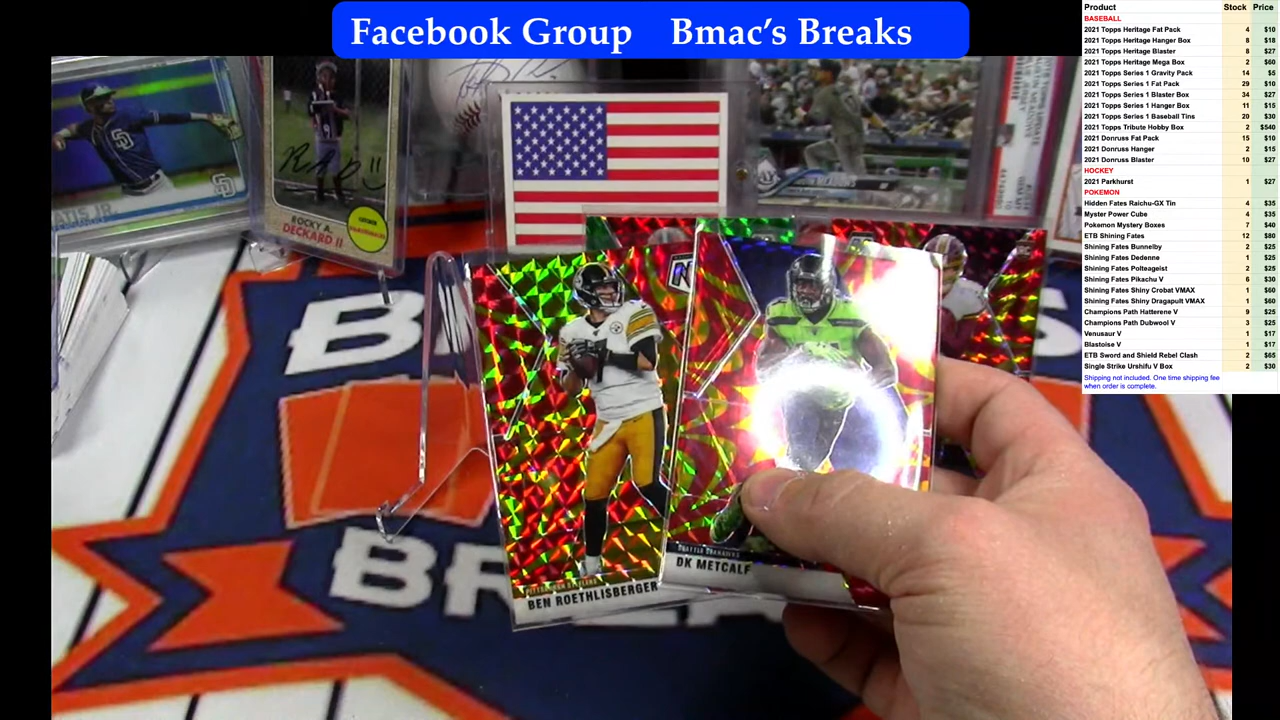 Facebook Group Bmac's Breaks
Product Stock Price
BASEBALL
2021 Topps Heritage Fat Pack 4 $10
2021 Topps Heritage Hanger Box 8 $18
2021 Topps Heritage Blaster 8 $27
2021 Topps Heritage Mega Box 2 $60
2021 Topps Series 1 Gravity Pack 14 $5
2021 Topps Series 1 Fat Pack 29 $10
2021 Topps Series 1 Blaster Box 34 $27
2021 Topps Series 1 Hanger Box 11 $15
2021 Topps Series 1 Baseball Tins 20 $30
2021 Topps Tribute Hobby Box 2 $540
2021 Donruss Fat Pack 15 $10
2021 Donruss Hanger 2 $15
2021 Donruss Blaster 10 $27
HOCKEY
2021 Parkhurst 1 $27
POKEMON
Hidden Fates Raichu-GX Tin 4 $35
Myster Power Cube 4 $35
Pokemon Mystery Boxes 7 $40
ETB Shining Fates 12 $80
Shining Fates Bunnelby 2 $25
Shining Fates Dedenne 1 $25
Shining Fates Polteageist 2 $25
Shining Fates Pikachu V 6 $30
Shining Fates Shiny Crobat VMAX 1 $60
Shining Fates Shiny Dragapult VMAX 1 $60
Champions Path Hatterene V 9 $25
Champions Path Dubwool V 3 $25
Venusaur V 1 $17
Blastoise V 1 $17
ETB Sword and Shield Rebel Clash 2 $65
Single Strike Urshifu V Box 2 $30
Shipping not included. One time shipping fee
when order is complete.
SD
ROCKY A.
DECKARD II
PITTSBURGH STEELERS
BEN ROETHLISBERGER
SEATTLE SEAHAWKS
DK METCALF
B
BR